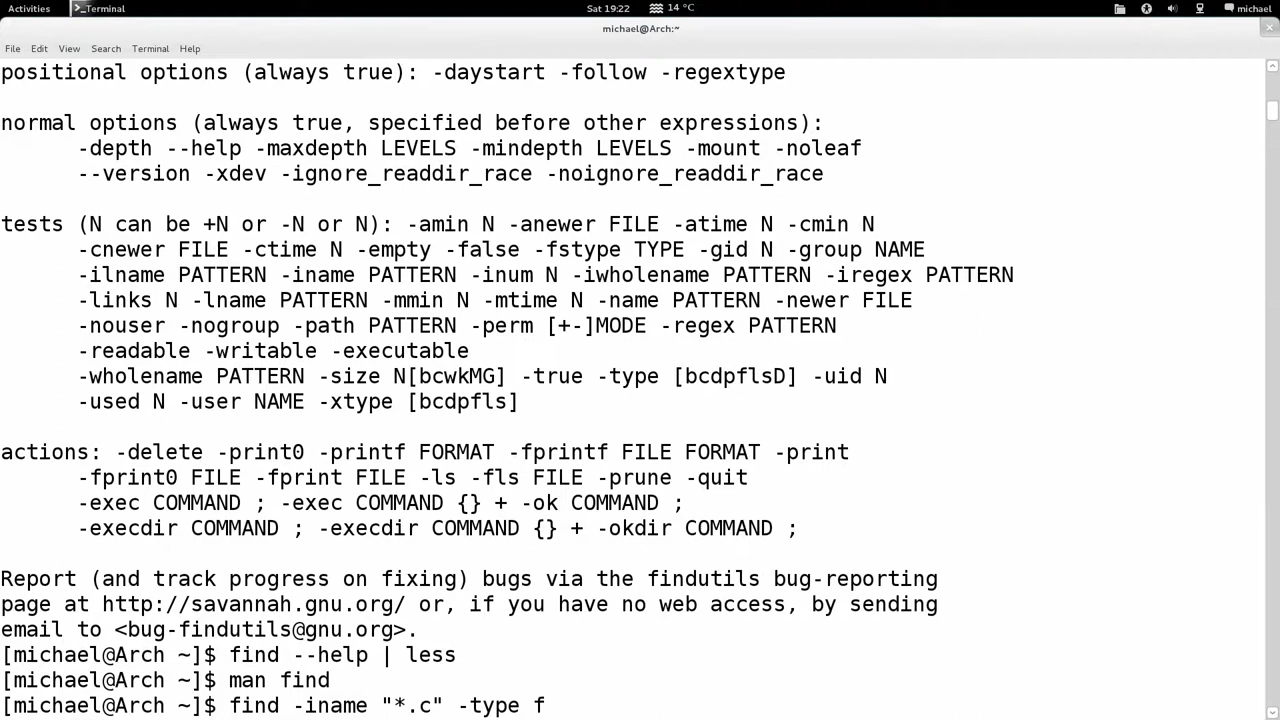 Activities Terminal Sat 19:22 14 °C michael
michael@Arch:~
File Edit View Search Terminal Help
positional options (always true): -daystart -follow -regextype
normal options (always true, specified before other expressions):
-depth --help -maxdepth LEVELS -mindepth LEVELS -mount -noleaf
--version -xdev -ignore_readdir_race -noignore_readdir_race
tests (N can be +N or -N or N): -amin N -anewer FILE -atime N -cmin N
-cnewer FILE -ctime N -empty -false -fstype TYPE -gid N -group NAME
-ilname PATTERN -iname PATTERN -inum N -iwholename PATTERN -iregex PATTERN
-links N -lname PATTERN -mmin N -mtime N -name PATTERN -newer FILE
-nouser -nogroup -path PATTERN -perm [+-]MODE -regex PATTERN
-readable -writable -executable
-wholename PATTERN -size N[bcwkMG] -true -type [bcdpflsD] -uid N
-used N -user NAME -xtype [bcdpfls]
actions: -delete -print0 -printf FORMAT -fprintf FILE FORMAT -print
-fprint0 FILE -fprint FILE -ls -fls FILE -prune -quit
-exec COMMAND ; -exec COMMAND {} + -ok COMMAND ;
-execdir COMMAND ; -execdir COMMAND {} + -okdir COMMAND ;
Report (and track progress on fixing) bugs via the findutils bug-reporting
page at http://savannah.gnu.org/ or, if you have no web access, by sending
email to <bug-findutils@gnu.org>.
[michael@Arch ~]$ find --help | less
[michael@Arch ~]$ man find
[michael@Arch ~]$ find -iname "*.c" -type f